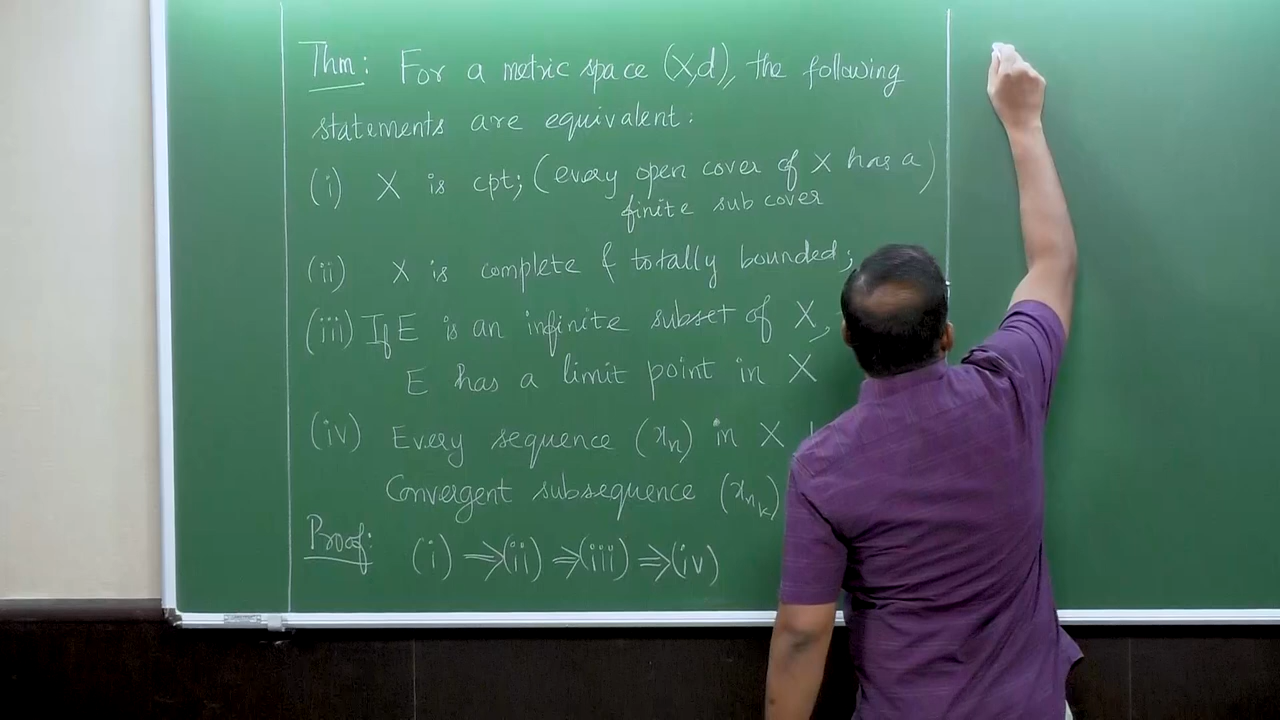 Thm: For a metric space (X,d), the following
statements are equivalent:
(i) X is cpt; (every open cover of X has a
finite sub cover)
(ii) X is complete & totally bounded;
(iii) If E is an infinite subset of X,
E has a limit point in X
(iv) Every sequence (xₙ) in X
Convergent subsequence (xₙₖ)
Proof: (i) ⇒ (ii) ⇒ (iii) ⇒ (iv)